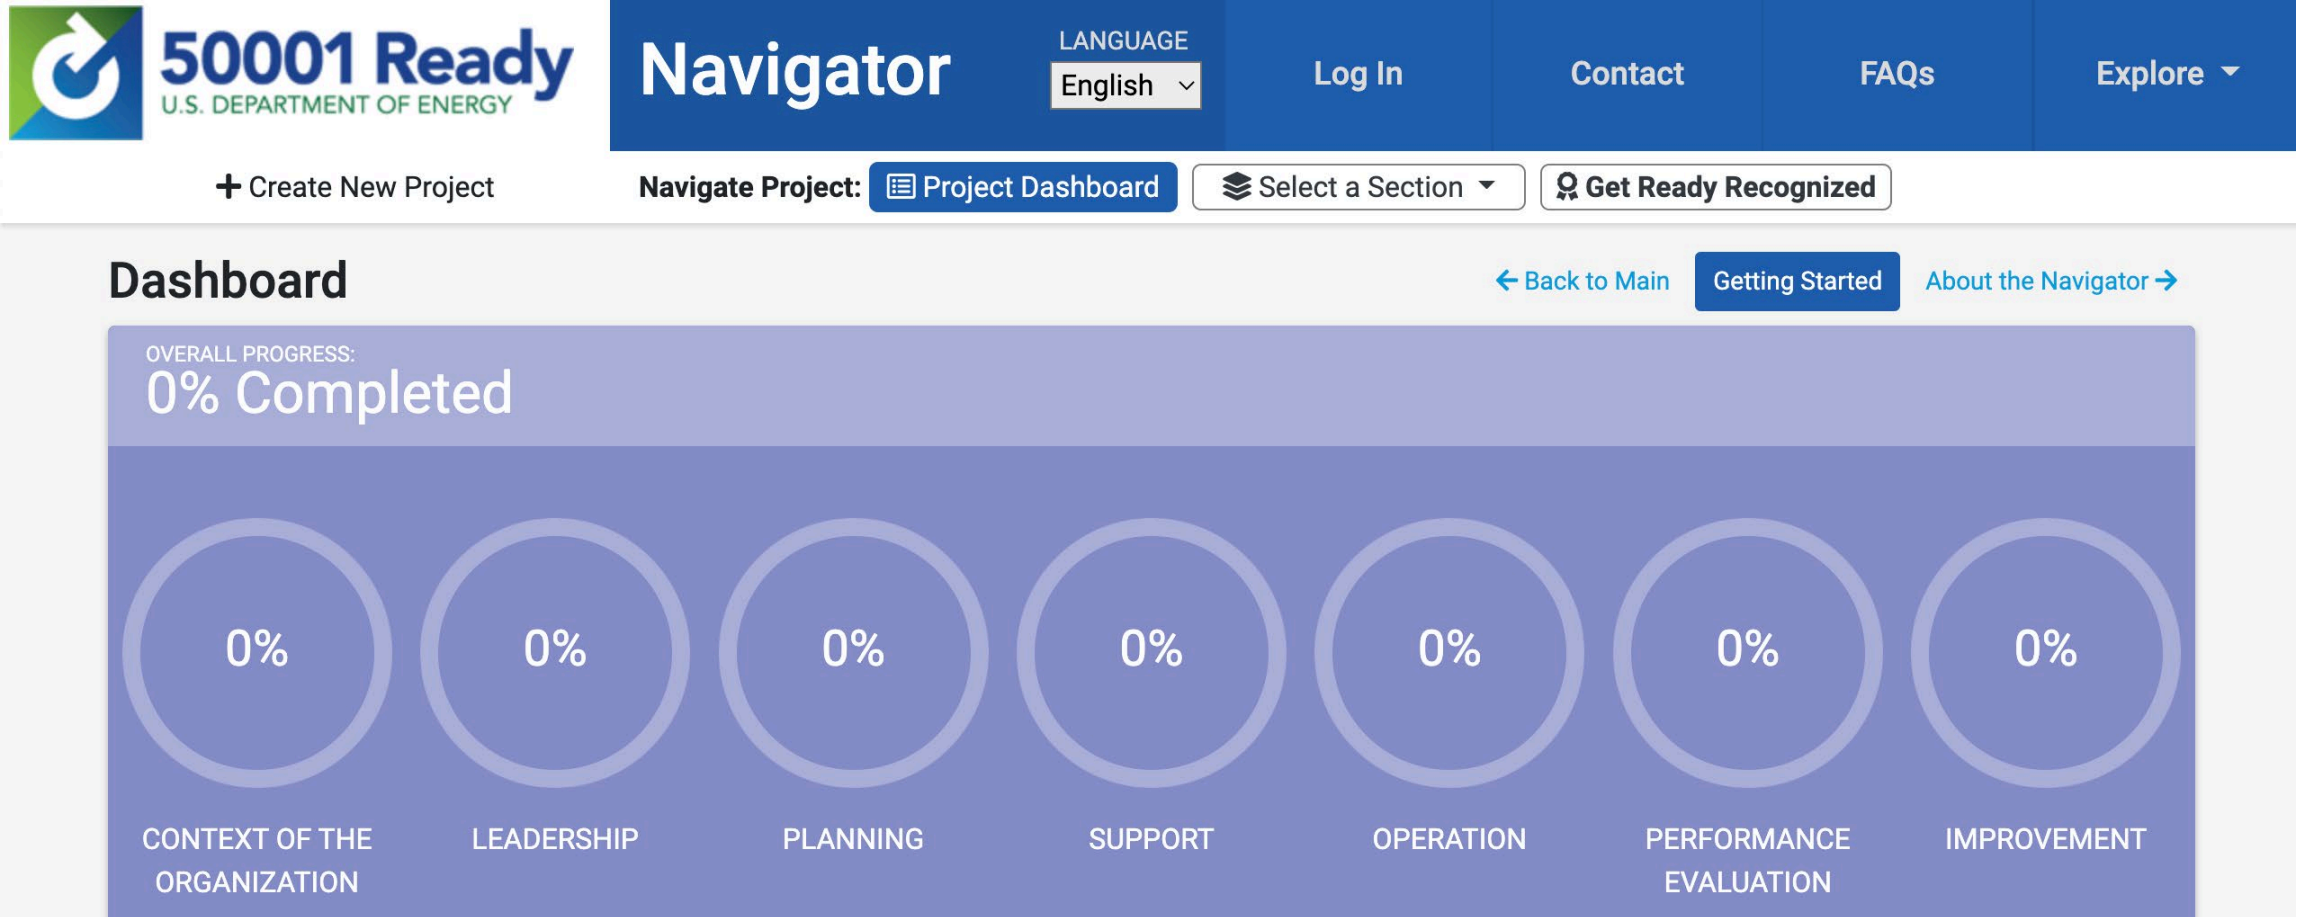 50001 Ready
U.S. DEPARTMENT OF ENERGY
Navigator
LANGUAGE
English
Log In
Contact
FAQs
Explore
Create New Project
Navigate Project:
Project Dashboard
Select a Section
Get Ready Recognized
Dashboard
Back to Main
Getting Started
About the Navigator
OVERALL PROGRESS:
0% Completed
0%
0%
0%
0%
0%
0%
0%
CONTEXT OF THE
ORGANIZATION
LEADERSHIP
PLANNING
SUPPORT
OPERATION
PERFORMANCE
EVALUATION
IMPROVEMENT